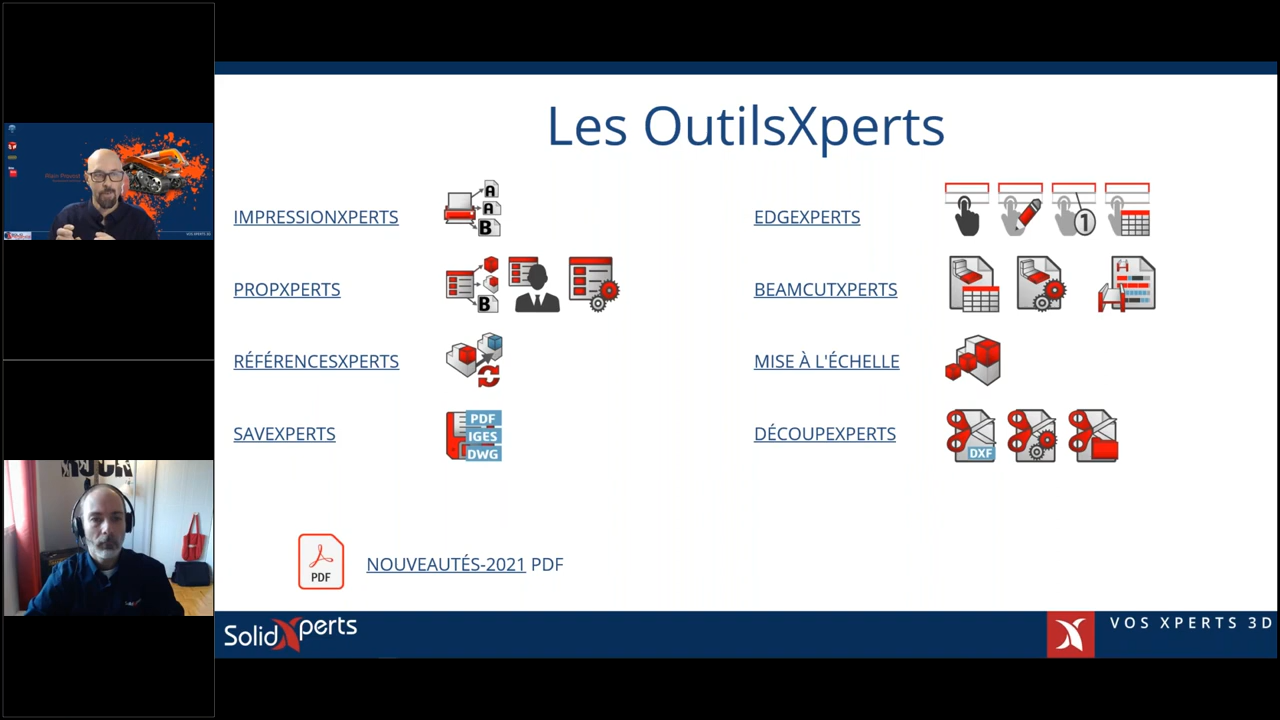 Les OutilsXperts
IMPRESSIONXPERTS
A
A
B
PROPXPERTS
B
RÉFÉRENCESXPERTS
SAVEXPERTS
PDF
IGES
DWG
EDGEXPERTS
1
BEAMCUTXPERTS
MISE À L'ÉCHELLE
DÉCOUPEXPERTS
DXF
PDF
NOUVEAUTÉS-2021 PDF
SolidXperts
VOS XPERTS 3D